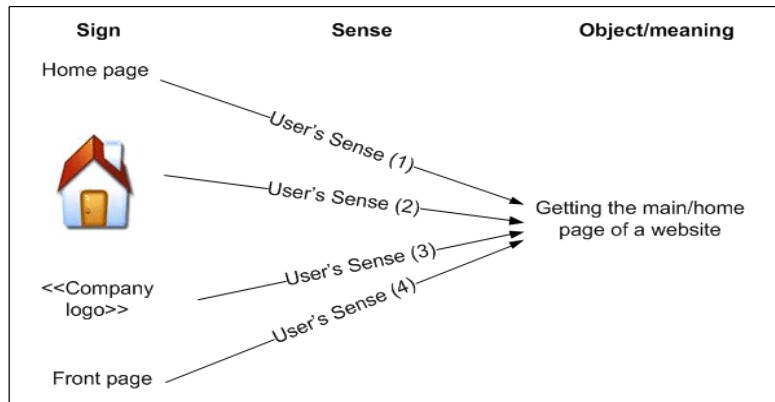 Sign Sense Object/meaning
Home page
User's Sense (1)
User's Sense (2)
Getting the main/home
page of a website
<<Company
logo>>
User's Sense (3)
User's Sense (4)
Front page